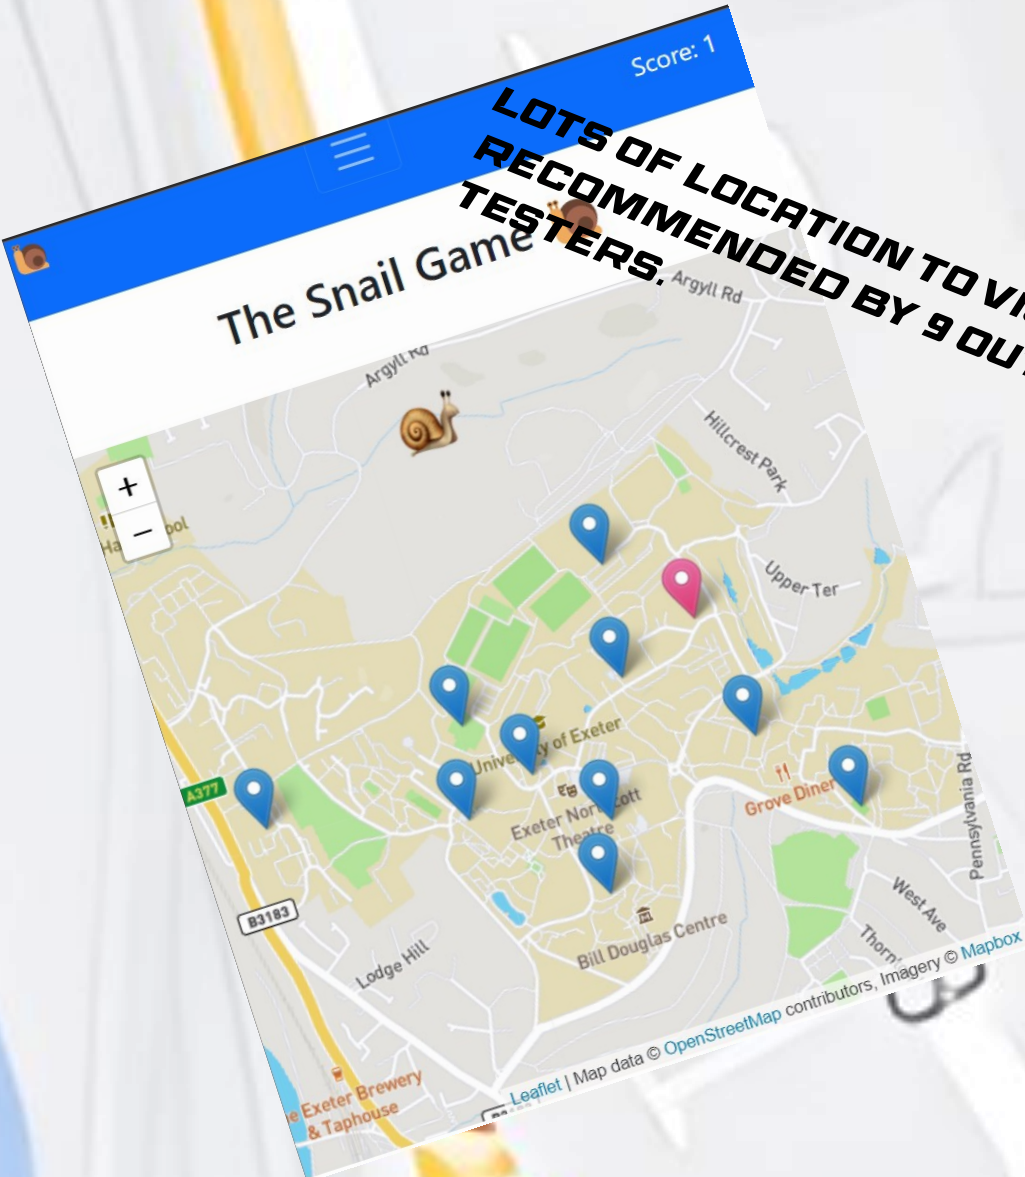 Score: 1
LOTS OF LOCATION TO
RECOMMENDED BY 9
TESTERS.
The Snail Game
Argyll Rd
Argyll Rd
Hillcrest Park
+
−
Upper Ter
University of Exeter
A377
Grove Diner
Exeter Northcott
Theatre
Pennsylvania Rd
B3183
West Ave
Bill Douglas Centre
Lodge Hill
Leaflet | Map data © OpenStreetMap contributors, Imagery © Mapbox
Exeter Brewery
& Taphouse